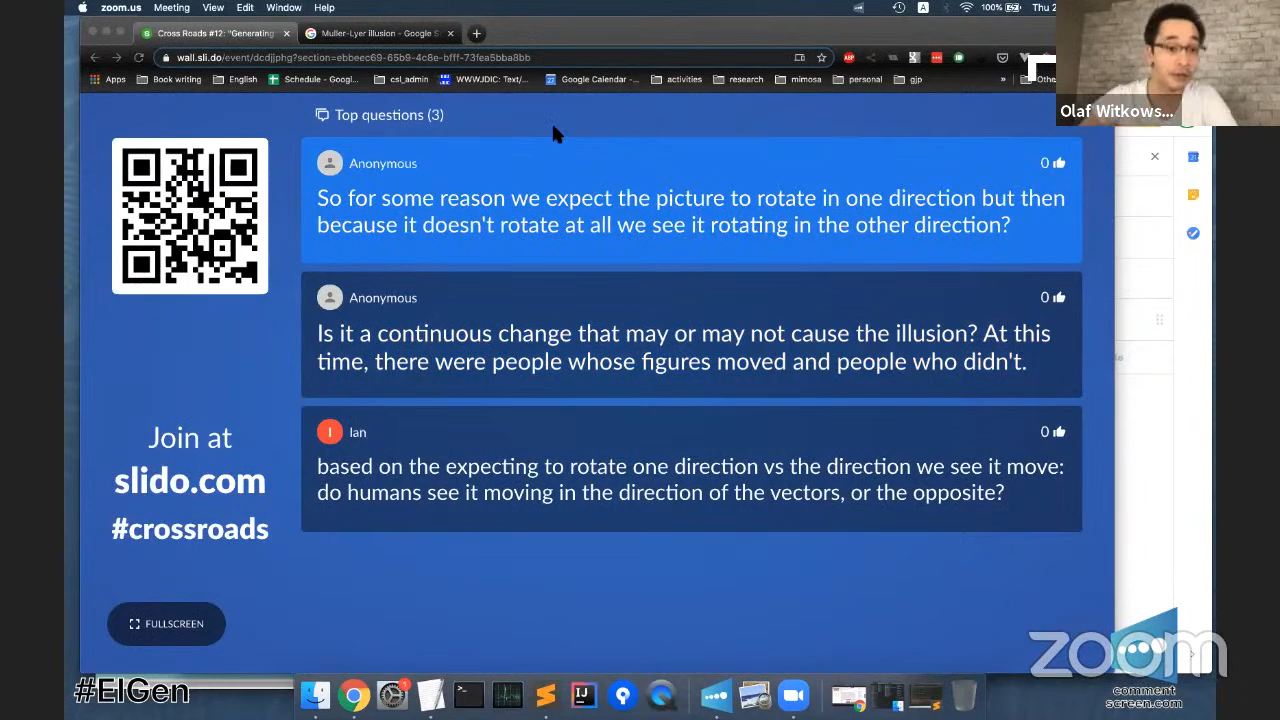 zoom.us Meeting View Edit Window Help 100% Thu 2
Cross Roads #12: "Generating
Muller-Lyer illusion - Google S
wall.sli.do/event/dcdjjphg?section=ebbeec69-65b9-4c8e-bfff-73fea5bba8bb
Apps Book writing English Schedule - Googl... csl_admin WWWJDIC: Text/... Google Calendar -... activities research mimosa personal gjp
Olaf Witkows...
Top questions (3)
Anonymous
0
So for some reason we expect the picture to rotate in one direction but then
because it doesn't rotate at all we see it rotating in the other direction?
Anonymous
0
Is it a continuous change that may or may not cause the illusion? At this
time, there were people whose figures moved and people who didn't.
I
Ian
0
based on the expecting to rotate one direction vs the direction we see it move:
do humans see it moving in the direction of the vectors, or the opposite?
Join at
slido.com
#crossroads
FULLSCREEN
zoom
#EIGen
comment
screen.com